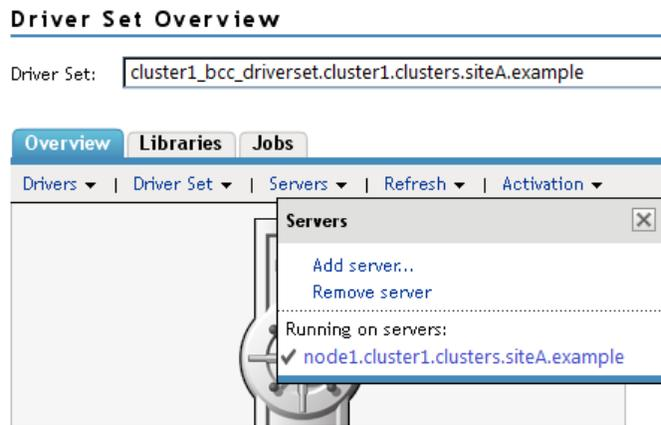 Driver Set Overview
Driver Set: cluster1_bcc_driverset.cluster1.clusters.siteA.example
Overview Libraries Jobs
Drivers | Driver Set | Servers | Refresh | Activation
Servers
Add server...
Remove server
Running on servers:
node1.cluster1.clusters.siteA.example